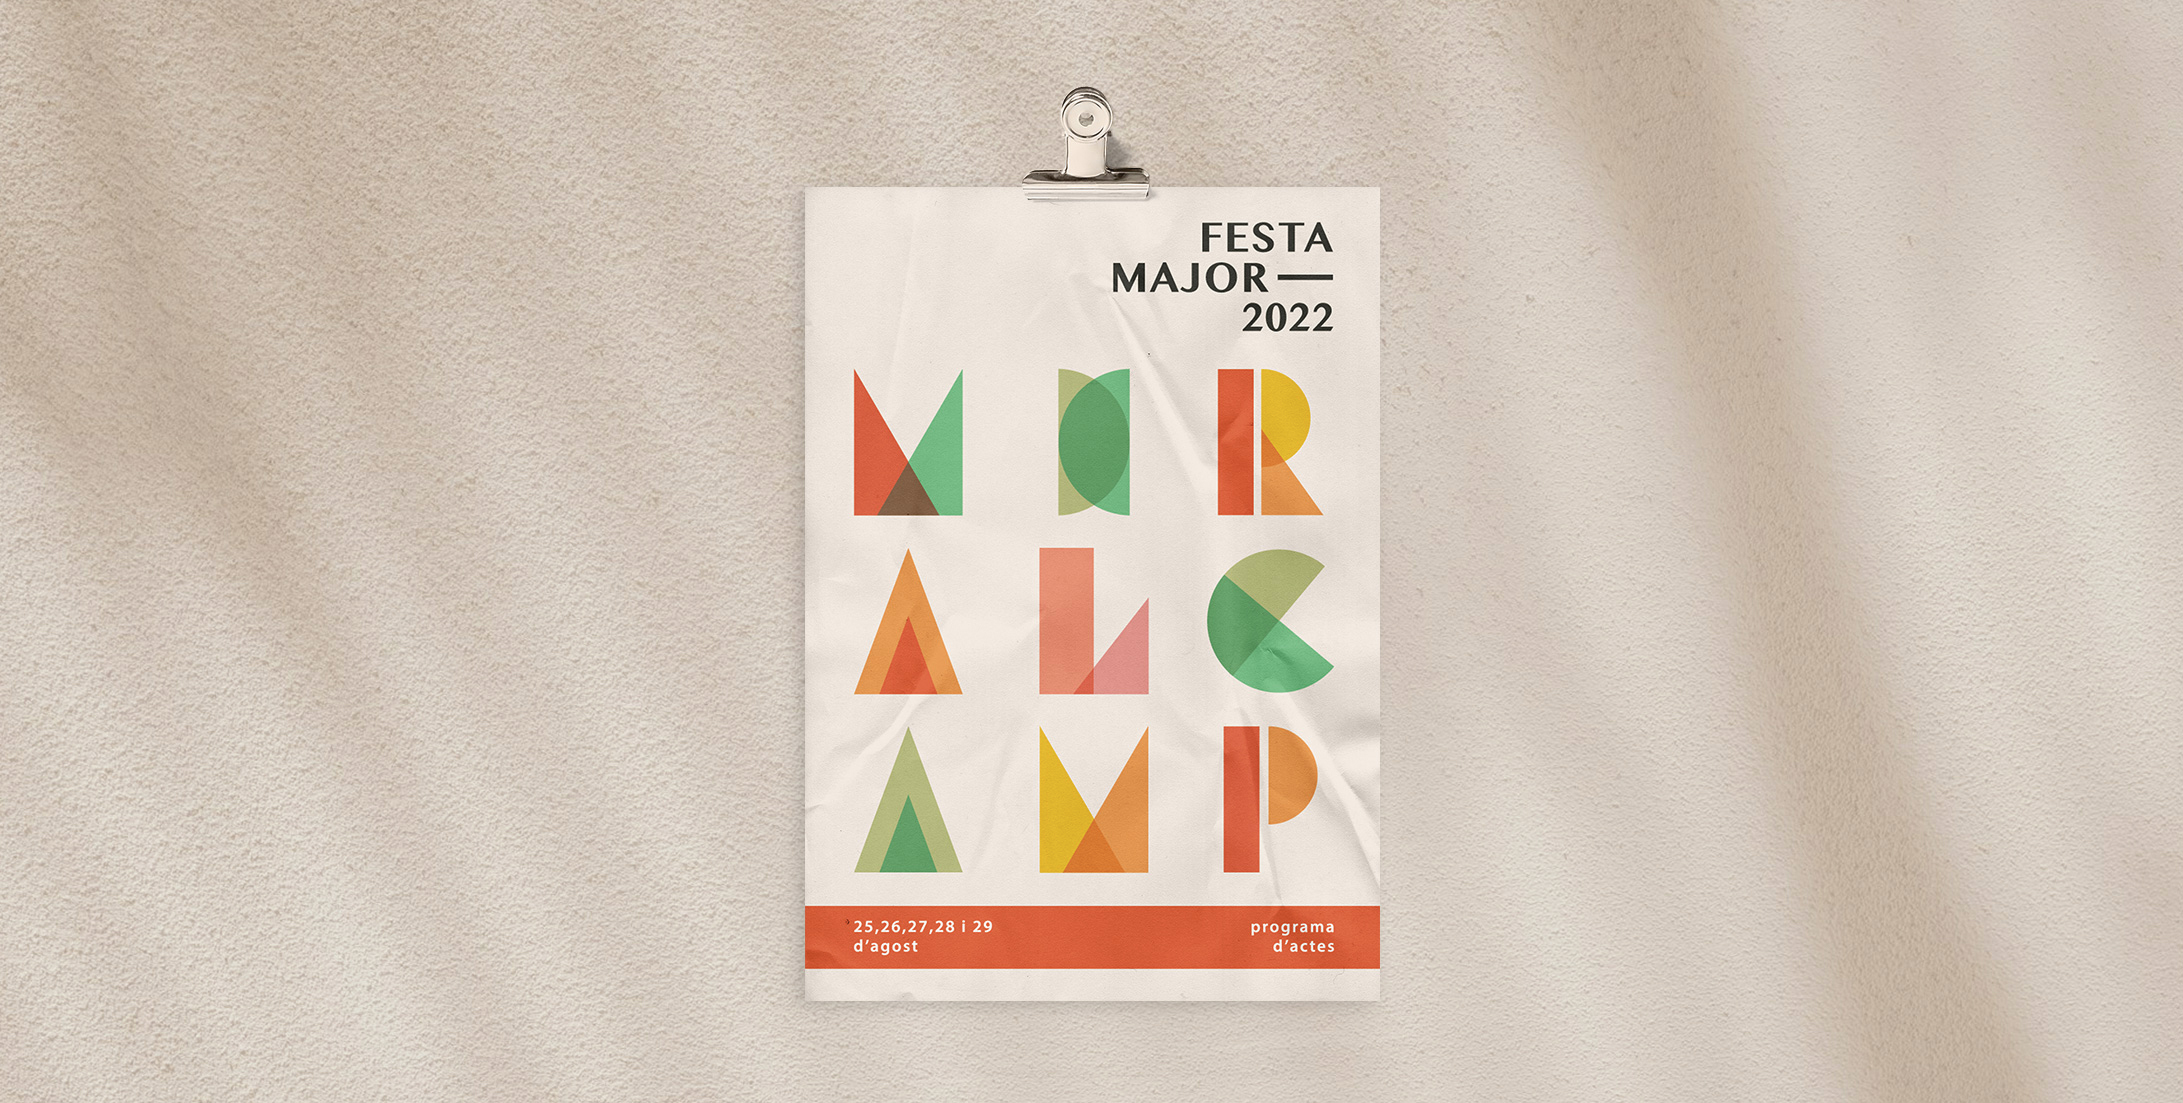 FESTA
MAJOR —
2022
MIR
ALC
AMP
25,26,27,28 i 29
d'agost
programa
d'actes